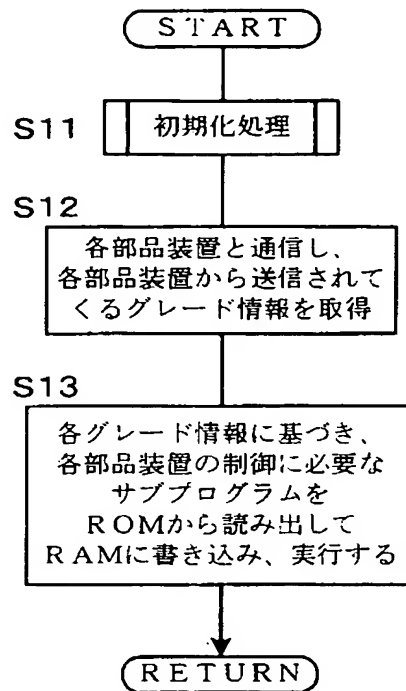 START
S11
初期化処理
S12
各部品装置と通信し、
各部品装置から送信されて
くるグレード情報を取得
S13
各グレード情報に基づき、
各部品装置の制御に必要な
サブプログラムを
ROMから読み出して
RAMに書き込み、実行する
RETURN